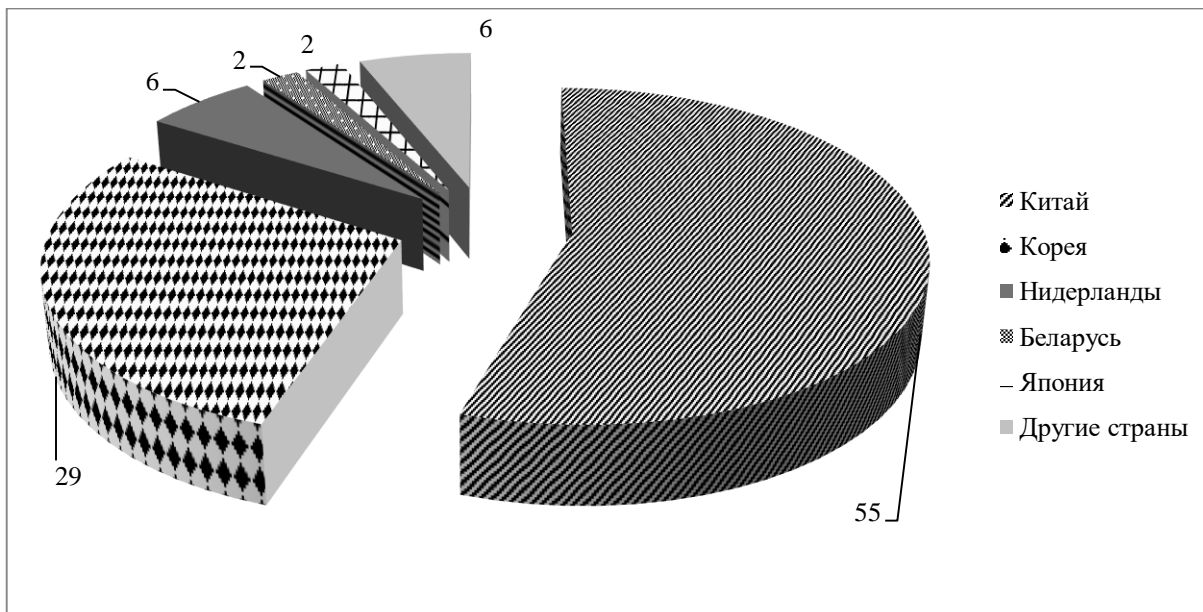 6
2
2
6
29
55
Китай
Корея
Нидерланды
Беларусь
Япония
Другие страны